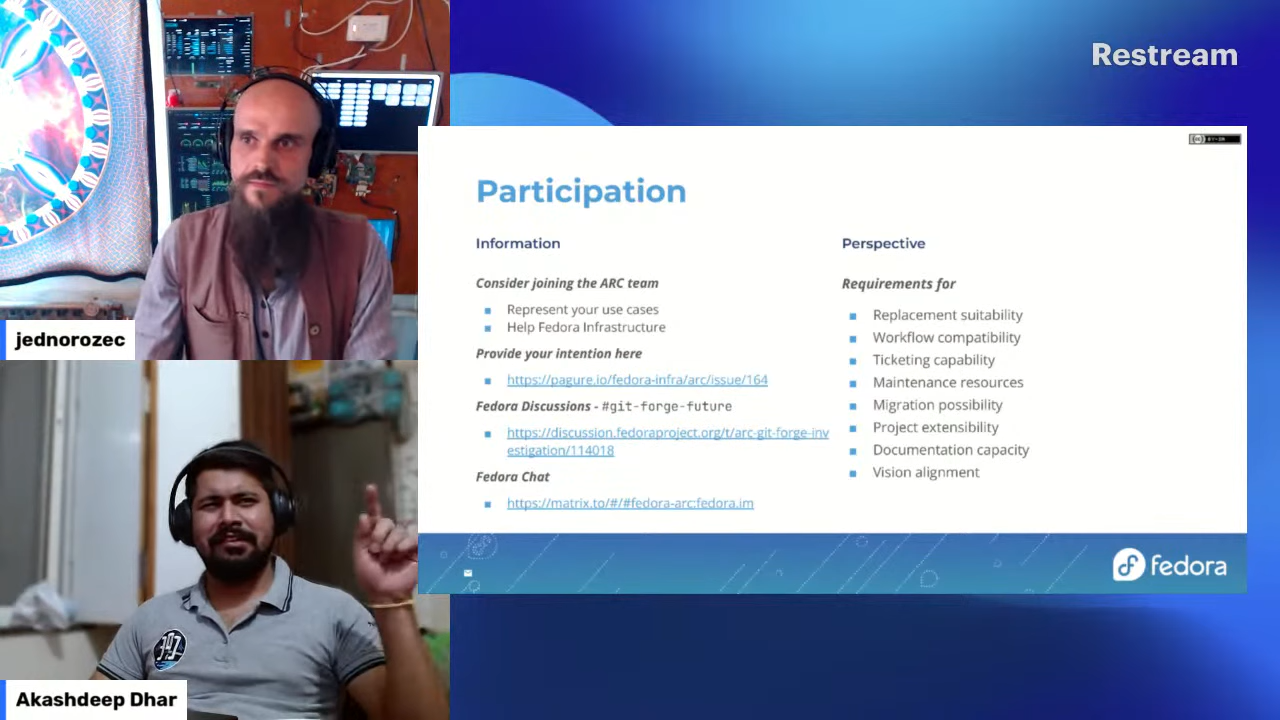 Restream
jednorozec
Akashdeep Dhar
347
Participation
Information
Consider joining the ARC team
Represent your use cases
Help Fedora Infrastructure
Provide your intention here
https://pagure.io/fedora-infra/arc/issue/164
Fedora Discussions - #git-forge-future
https://discussion.fedoraproject.org/t/arc-git-forge-inv
estigation/114018
Fedora Chat
https://matrix.to/#/#fedora-arc:fedora.im
Perspective
Requirements for
Replacement suitability
Workflow compatibility
Ticketing capability
Maintenance resources
Migration possibility
Project extensibility
Documentation capacity
Vision alignment
fedora